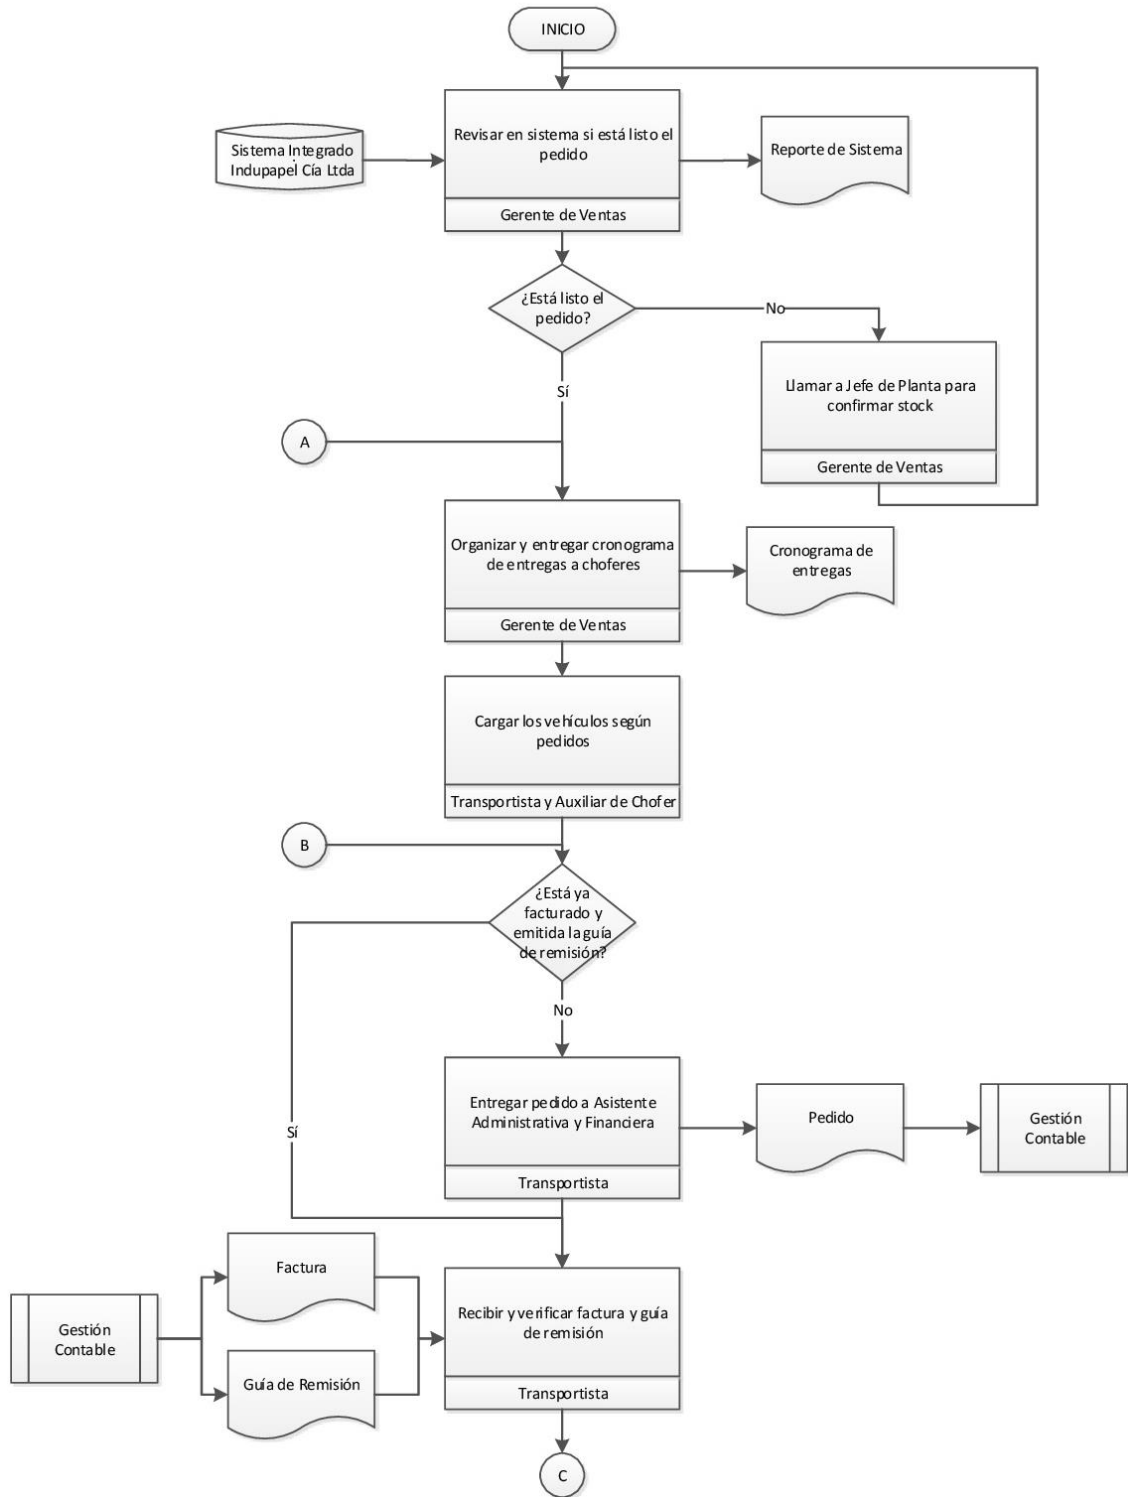 INICIO
Revisar en sistema si está listo el
pedido
Gerente de Ventas
Sistema Integrado
Indupapel Cía Ltda
Reporte de Sistema
¿Está listo el
pedido?
No
Llamar a Jefe de Planta para
confirmar stock
Gerente de Ventas
Sí
A
Organizar y entregar cronograma
de entregas a choferes
Gerente de Ventas
Cronograma de
entregas
Cargar los vehículos según
pedidos
Transportista y Auxiliar de Chofer
B
¿Está ya
facturado y
emitida la guía
de remisión?
No
Sí
Entregar pedido a Asistente
Administrativa y Financiera
Transportista
Pedido
Gestión
Contable
Gestión
Contable
Factura
Guía de Remisión
Recibir y verificar factura y guía
de remisión
Transportista
C